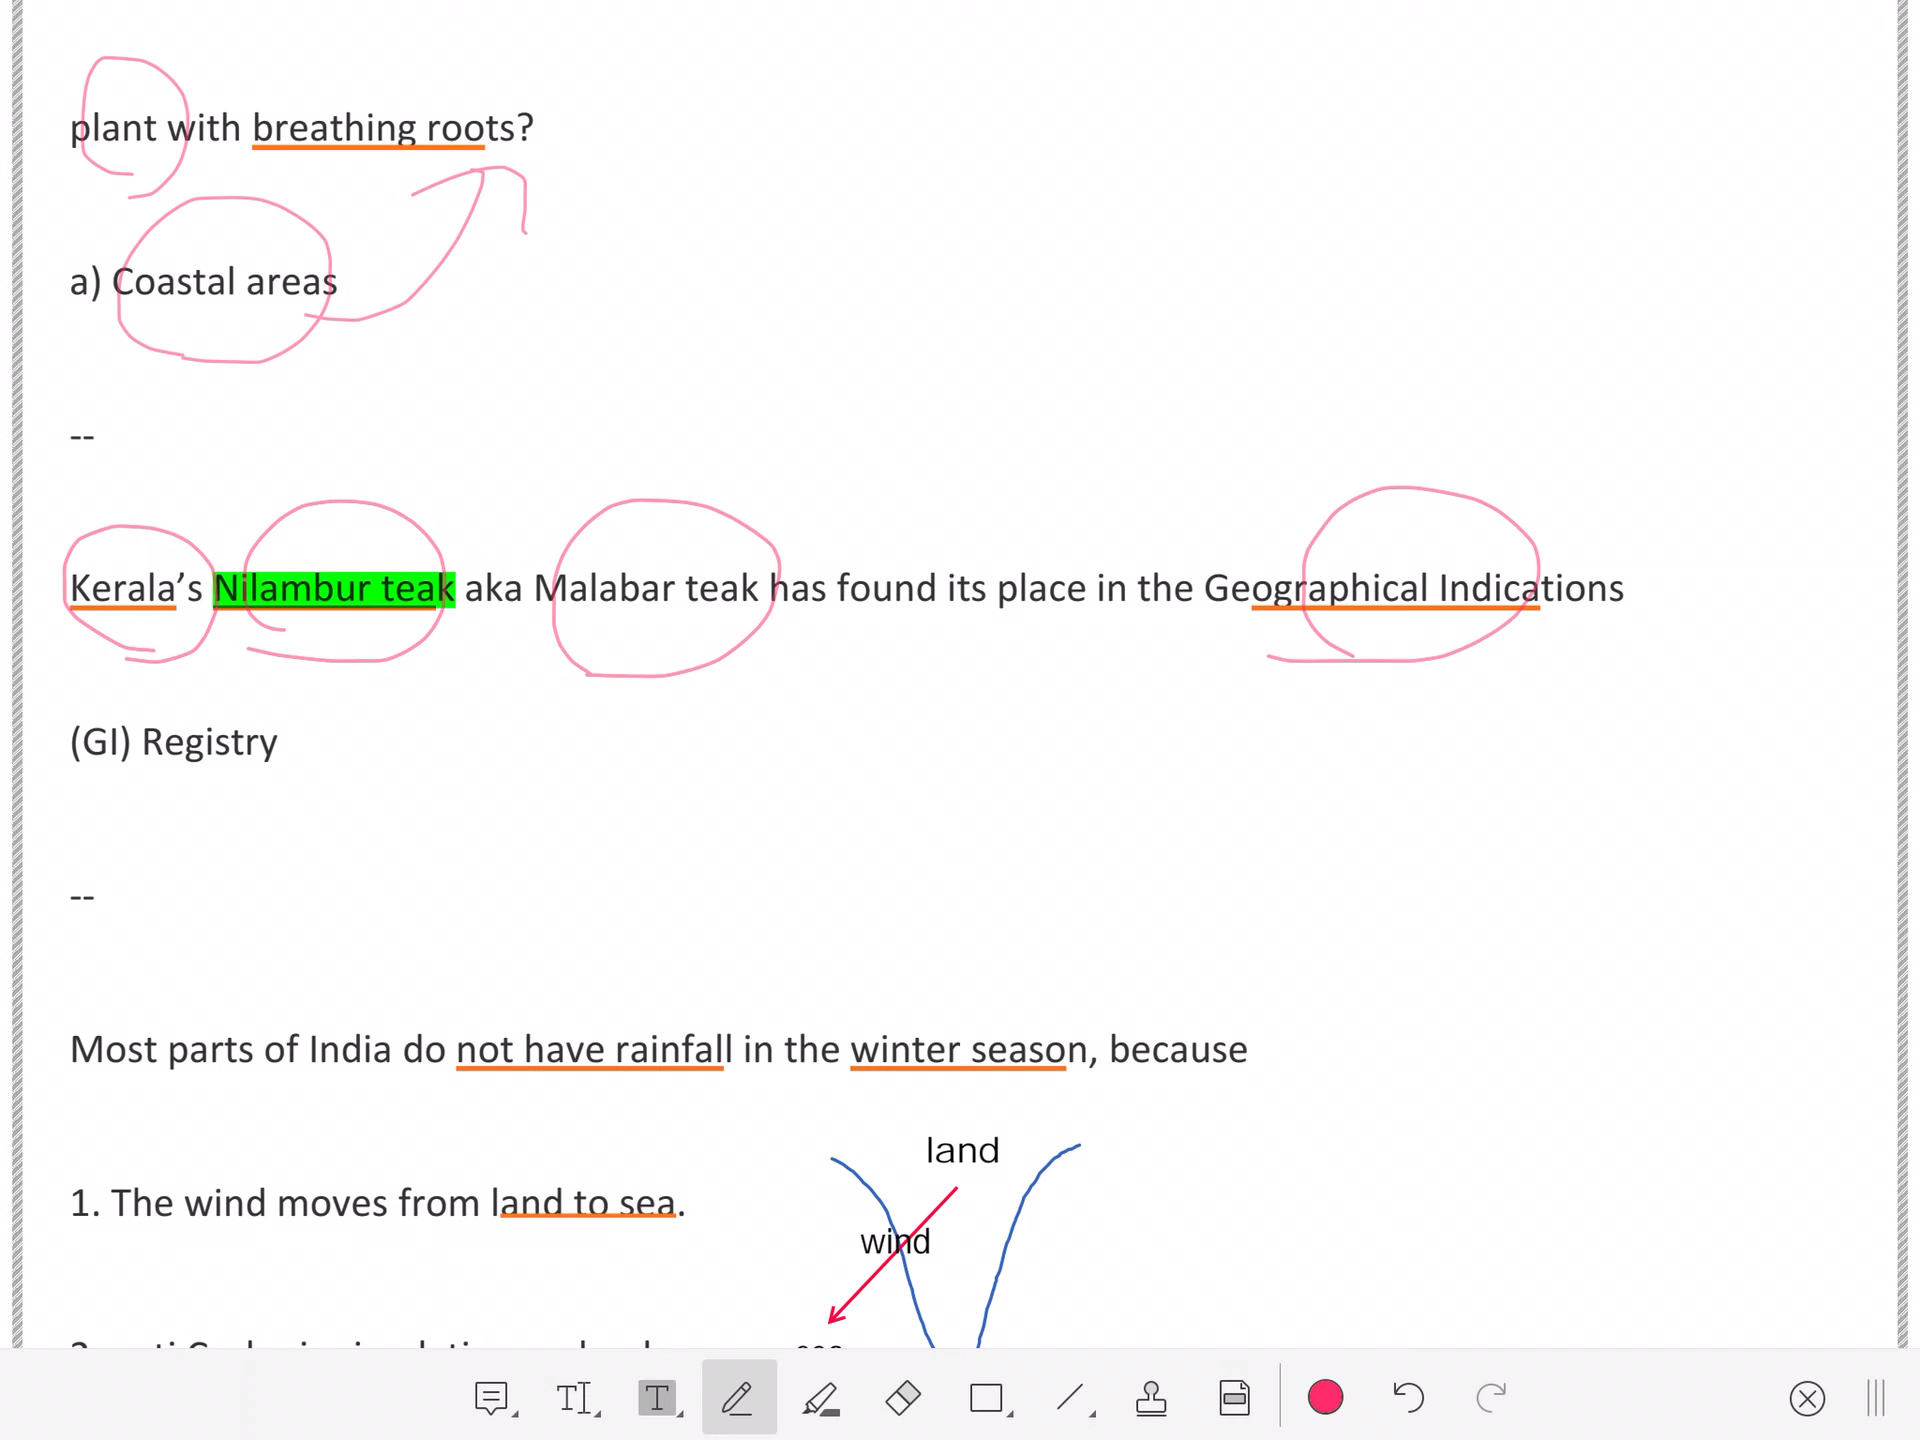 plant with breathing roots?
a) Coastal areas
--
Kerala’s Nilambur teak aka Malabar teak has found its place in the Geographical Indications
(GI) Registry
--
Most parts of India do not have rainfall in the winter season, because
land
1. The wind moves from land to sea.
wind